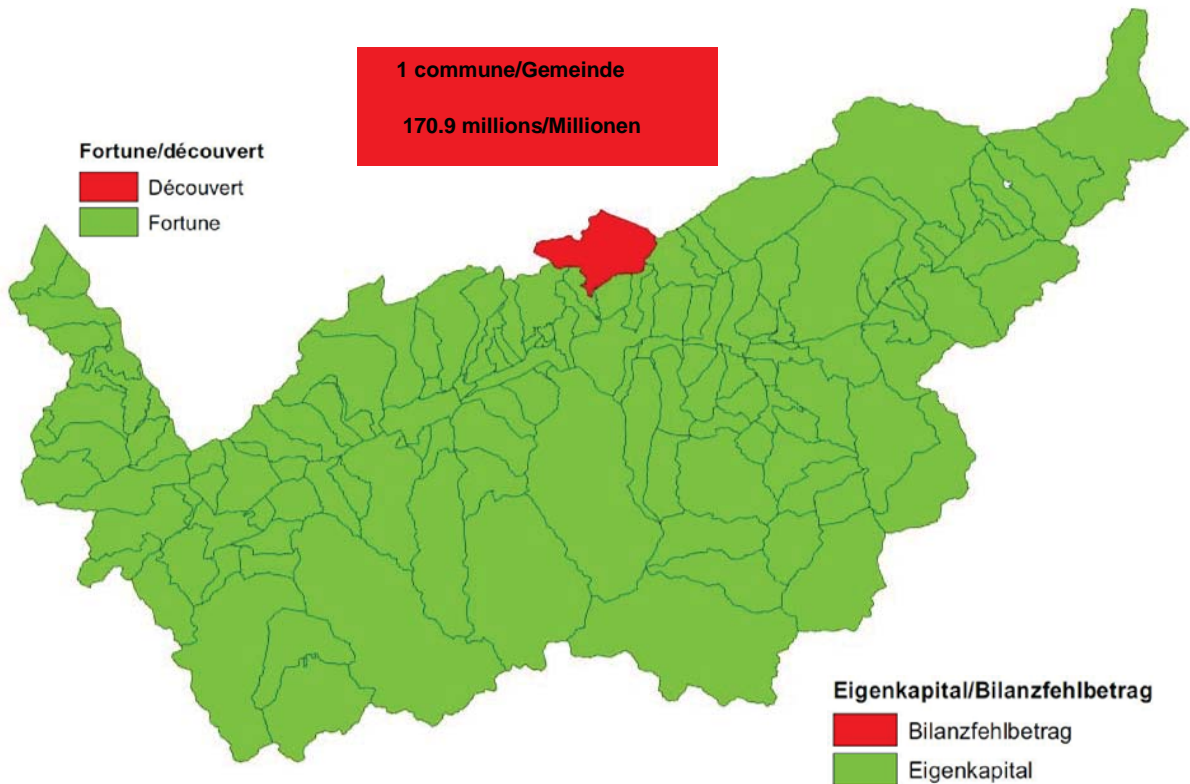 1 commune/Gemeinde
170.9 millions/Millionen
Fortune/découvert
Découvert
Fortune
Eigenkapital/Bilanzfehlbetrag
Bilanzfehlbetrag
Eigenkapital